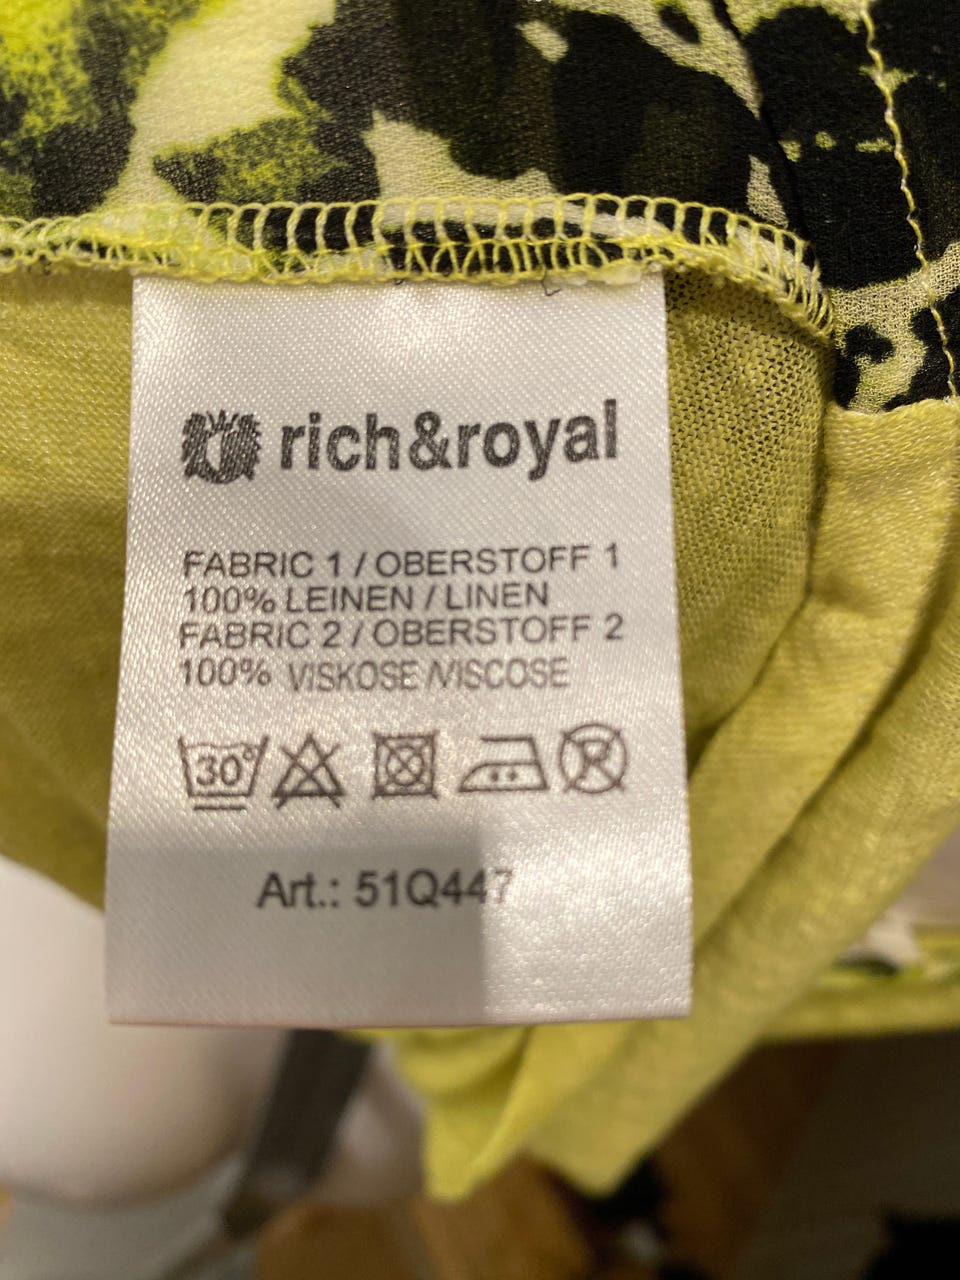 rich&royal
FABRIC 1 / OBERSTOFF 1
100% LEINEN / LINEN
FABRIC 2 / OBERSTOFF 2
100% VISKOSE /VISCOSE
30°
Art.: 51Q447